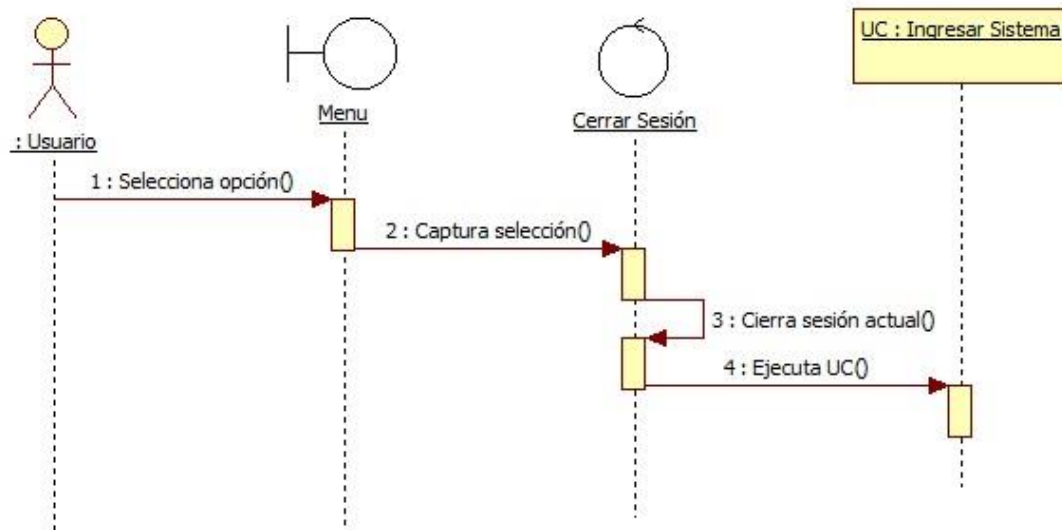 : Usuario
Menu
Cerrar Sesión
UC : Ingresar Sistema
1 : Selecciona opción()
2 : Captura selección()
3 : Cierra sesión actual()
4 : Ejecuta UC()